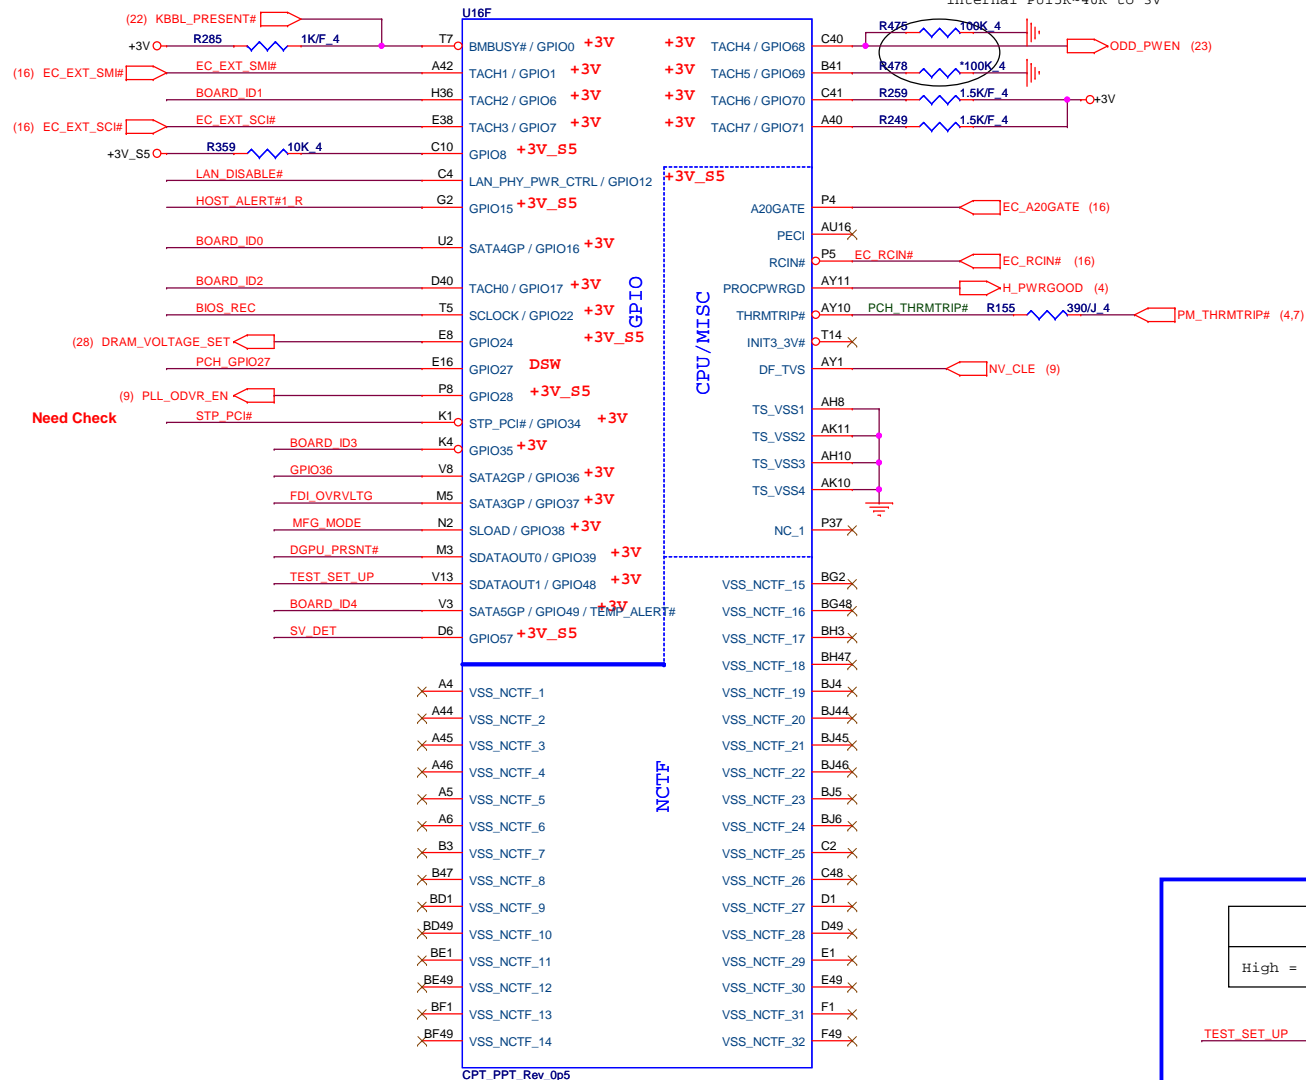 Internal PU15K~40K to 3V
U16F
(22) KBBL_PRESENT#
+3V R285 1K/F_4 T7 BMBUSY# / GPIO0 +3V
(16) EC_EXT_SMI# EC_EXT_SMI# A42 TACH1 / GPIO1 +3V
BOARD_ID1 H36 TACH2 / GPIO6 +3V
(16) EC_EXT_SCI# EC_EXT_SCI# E38 TACH3 / GPIO7 +3V
+3V_S5 R359 10K_4 C10 GPIO8 +3V_S5
LAN_DISABLE# C4 LAN_PHY_PWR_CTRL / GPIO12 +3V_S5
HOST_ALERT#1_R G2 GPIO15 +3V_S5
BOARD_ID0 U2 SATA4GP / GPIO16 +3V
BOARD_ID2 D40 TACH0 / GPIO17 +3V
BIOS_REC T5 SCLOCK / GPIO22 +3V
(28) DRAM_VOLTAGE_SET E8 GPIO24 +3V_S5
PCH_GPIO27 E16 GPIO27 DSW
(9) PLL_ODVR_EN P8 GPIO28 +3V_S5
Need Check STP_PCI# K1 STP_PCI# / GPIO34 +3V
BOARD_ID3 K4 GPIO35 +3V
GPIO36 V8 SATA2GP / GPIO36 +3V
FDI_OVRVLTG M5 SATA3GP / GPIO37 +3V
MFG_MODE N2 SLOAD / GPIO38 +3V
DGPU_PRSNT# M3 SDATAOUT0 / GPIO39 +3V
TEST_SET_UP V13 SDATAOUT1 / GPIO48 +3V
BOARD_ID4 V3 SATA5GP / GPIO49 / TEMP_ALERT# +3V
SV_DET D6 GPIO57 +3V_S5
A4 VSS_NCTF_1
A44 VSS_NCTF_2
A45 VSS_NCTF_3
A46 VSS_NCTF_4
A5 VSS_NCTF_5
A6 VSS_NCTF_6
B3 VSS_NCTF_7
B47 VSS_NCTF_8
BD1 VSS_NCTF_9
BD49 VSS_NCTF_10
BE1 VSS_NCTF_11
BE49 VSS_NCTF_12
BF1 VSS_NCTF_13
BF49 VSS_NCTF_14
GPIO
CPU/MISC
NCTF
+3V TACH4 / GPIO68 C40 R475 100K_4 ODD_PWEN (23)
+3V TACH5 / GPIO69 B41 R478 *100K_4
+3V TACH6 / GPIO70 C41 R259 1.5K/F_4 +3V
+3V TACH7 / GPIO71 A40 R249 1.5K/F_4
A20GATE P4 EC_A20GATE (16)
PECI AU16
RCIN# P5 EC_RCIN# EC_RCIN# (16)
PROCPWRGD AY11 H_PWRGOOD (4)
THRMTRIP# AY10 PCH_THRMTRIP# R155 390/J_4 PM_THRMTRIP# (4,7)
INIT3_3V# T14
DF_TVS AY1 NV_CLE (9)
TS_VSS1 AH8
TS_VSS2 AK11
TS_VSS3 AH10
TS_VSS4 AK10
NC_1 P37
VSS_NCTF_15 BG2
VSS_NCTF_16 BG48
VSS_NCTF_17 BH3
VSS_NCTF_18 BH47
VSS_NCTF_19 BJ4
VSS_NCTF_20 BJ44
VSS_NCTF_21 BJ45
VSS_NCTF_22 BJ46
VSS_NCTF_23 BJ5
VSS_NCTF_24 BJ6
VSS_NCTF_25 C2
VSS_NCTF_26 C48
VSS_NCTF_27 D1
VSS_NCTF_28 D49
VSS_NCTF_29 E1
VSS_NCTF_30 E49
VSS_NCTF_31 F1
VSS_NCTF_32 F49
CPT_PPT_Rev_0p5
High =
TEST_SET_UP